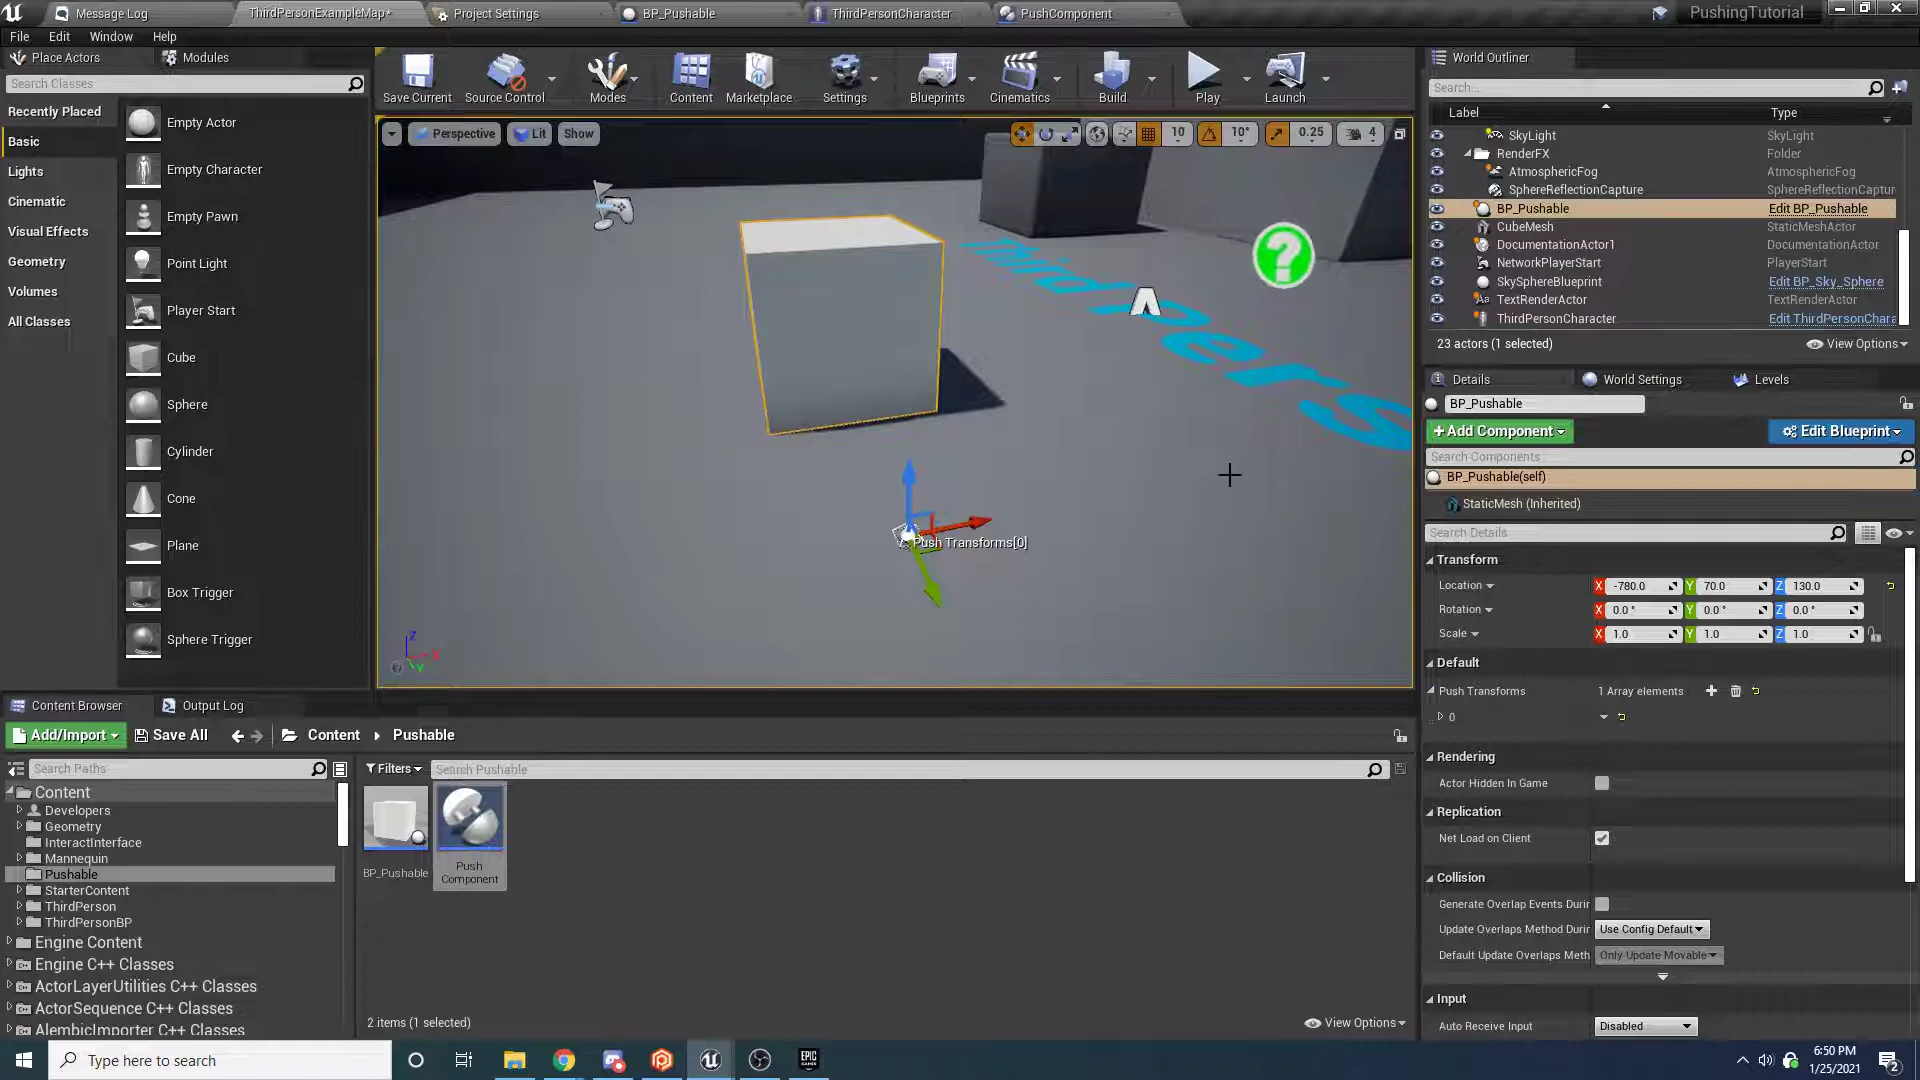 Message Log
ThirdPersonExampleMap*
Project Settings
BP_Pushable
ThirdPersonCharacter
PushComponent
PushingTutorial
File
Edit
Window
Help
Place Actors
Modules
Search Classes
Recently Placed
Basic
Lights
Cinematic
Visual Effects
Geometry
Volumes
All Classes
Empty Actor
Empty Character
Empty Pawn
Point Light
Player Start
Cube
Sphere
Cylinder
Cone
Plane
Box Trigger
Sphere Trigger
Save Current
Source Control
Modes
Content
Marketplace
Settings
Blueprints
Cinematics
Build
Play
Launch
Perspective
Lit
Show
10
10°
0.25
4
ThirdPers
Push Transforms[0]
Z
X
Y
World Outliner
Search...
Label
Type
SkyLight
SkyLight
RenderFX
Folder
AtmosphericFog
AtmosphericFog
SphereReflectionCapture
SphereReflectionCaptur
BP_Pushable
Edit BP_Pushable
CubeMesh
StaticMeshActor
DocumentationActor1
DocumentationActor
NetworkPlayerStart
PlayerStart
SkySphereBlueprint
Edit BP_Sky_Sphere
TextRenderActor
TextRenderActor
ThirdPersonCharacter
Edit ThirdPersonChara
23 actors (1 selected)
View Options
Details
World Settings
Levels
BP_Pushable
+Add Component
Edit Blueprint
Search Components
BP_Pushable(self)
StaticMesh (Inherited)
Search Details
Transform
Location
X -780.0
Y 70.0
Z 130.0
Rotation
X 0.0 °
Y 0.0 °
Z 0.0 °
Scale
X 1.0
Y 1.0
Z 1.0
Default
Push Transforms
1 Array elements
0
Rendering
Actor Hidden In Game
Replication
Net Load on Client
Collision
Generate Overlap Events Durir
Update Overlaps Method Durir
Use Config Default
Default Update Overlaps Meth
Only Update Movable
Input
Auto Receive Input
Disabled
Content Browser
Output Log
Add/Import
Save All
Content
Pushable
Search Paths
Filters
Search Pushable
Content
Developers
Geometry
InteractInterface
Mannequin
Pushable
StarterContent
ThirdPerson
ThirdPersonBP
Engine Content
Engine C++ Classes
ActorLayerUtilities C++ Classes
ActorSequence C++ Classes
AlembicImporter C++ Classes
BP_Pushable
Push
Component
2 items (1 selected)
View Options
Type here to search
EPIC
GAMES
6:50 PM
1/25/2021
2